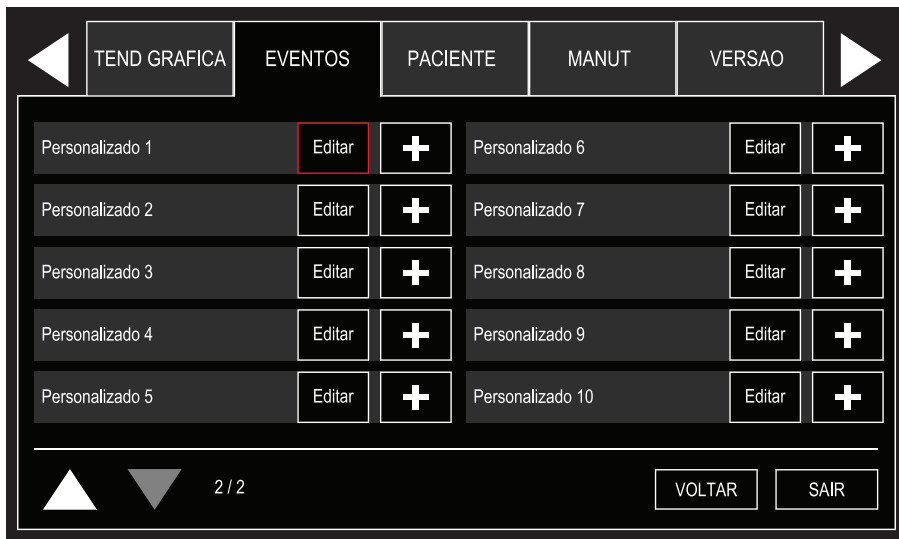 TEND GRAFICA EVENTOS PACIENTE MANUT VERSAO
Personalizado 1 Editar Personalizado 6 Editar
Personalizado 2 Editar Personalizado 7 Editar
Personalizado 3 Editar Personalizado 8 Editar
Personalizado 4 Editar Personalizado 9 Editar
Personalizado 5 Editar Personalizado 10 Editar
2 / 2 VOLTAR SAIR